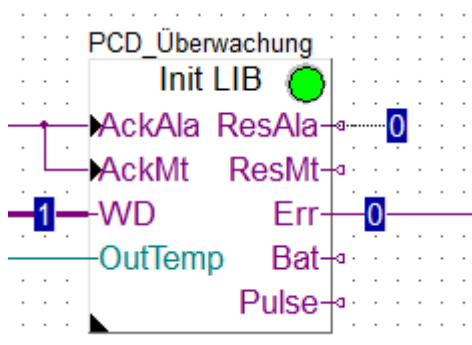 PCD_Überwachung
Init LIB
AckAla ResAla 0
AckMt ResMt
1 WD Err 0
OutTemp Bat
Pulse